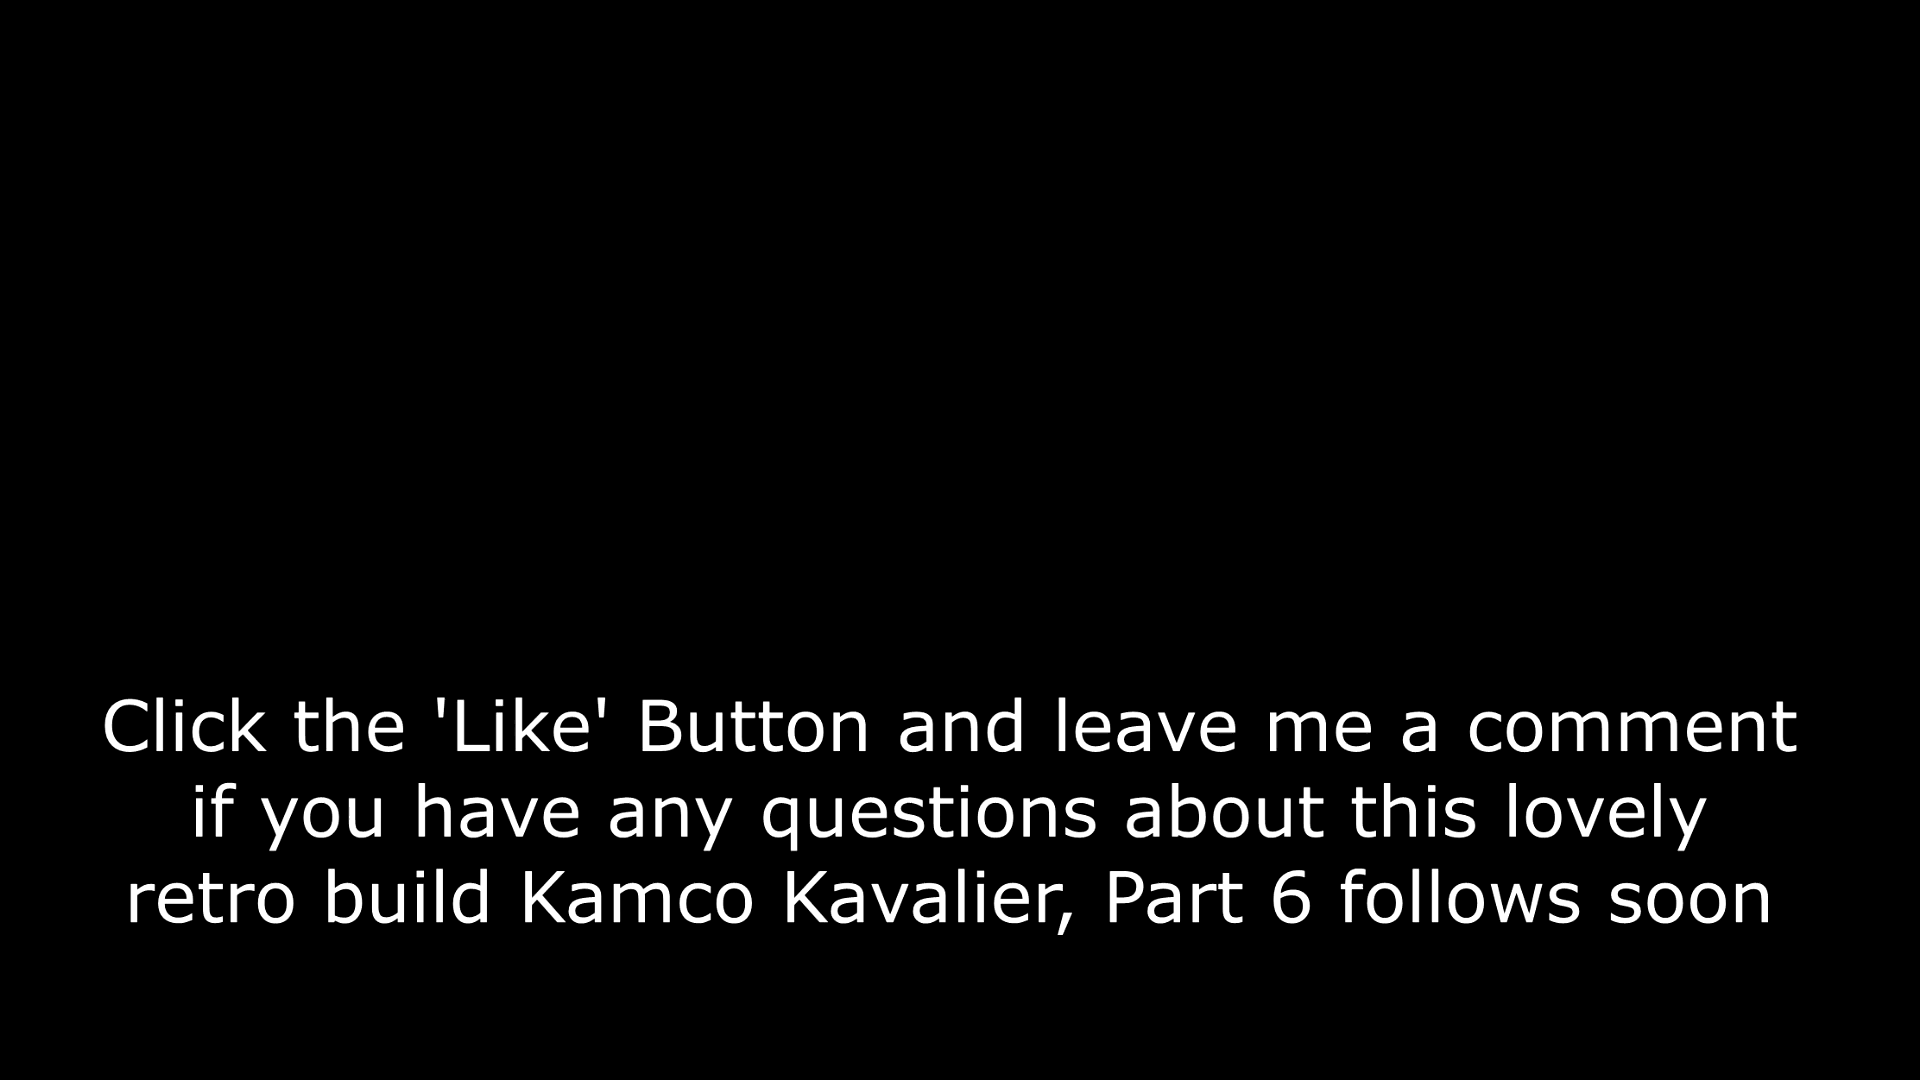 Click the 'Like' Button and leave me a comment
if you have any questions about this lovely
retro build Kamco Kavalier, Part 6 follows soon